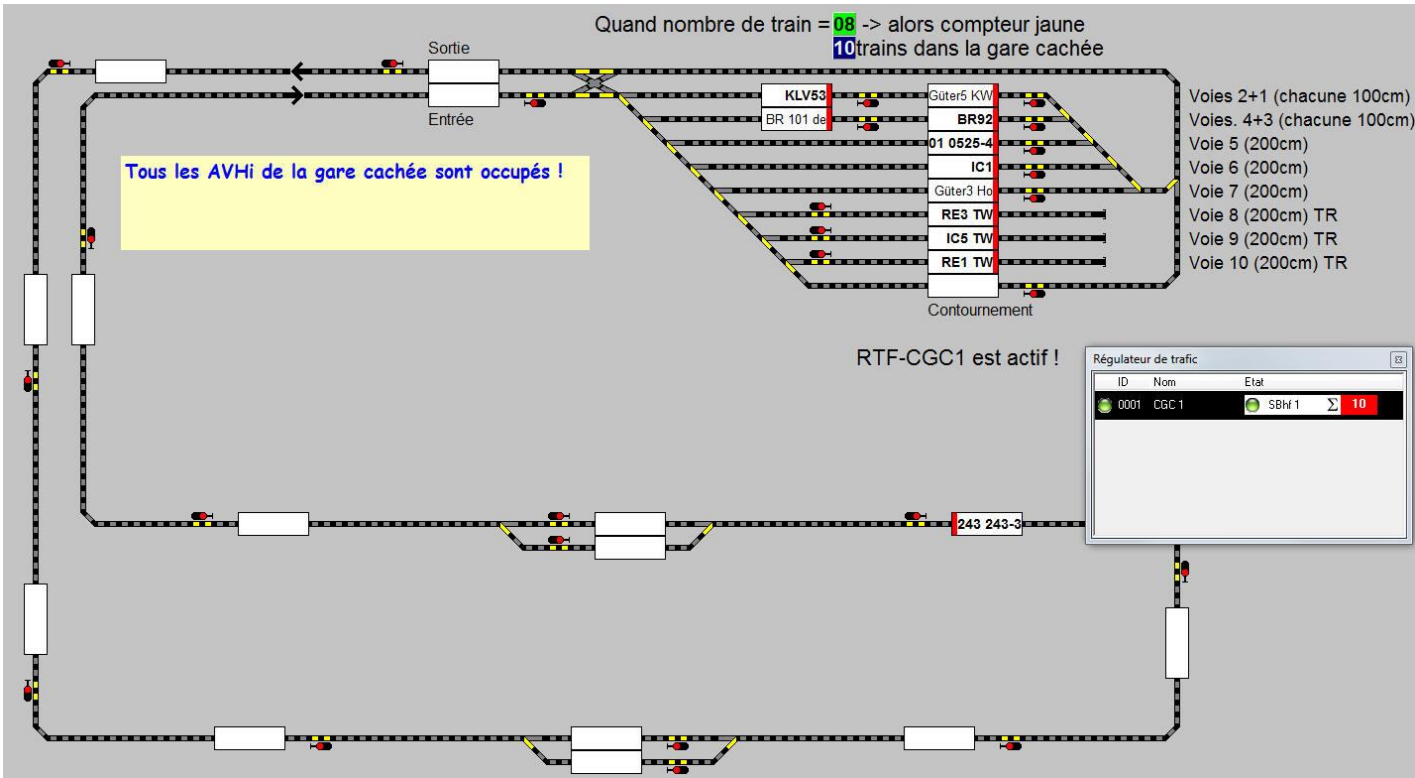 Quand nombre de train = 08 -> alors compteur jaune
10 trains dans la gare cachée
Sortie
Entrée
KLV53
Güter5 KW
Voies 2+1 (chacune 100cm)
BR 101 de
BR92
Voies. 4+3 (chacune 100cm)
01 0525-4
Voie 5 (200cm)
Tous les AVHi de la gare cachée sont occupés !
IC1
Voie 6 (200cm)
Güter3 Ho
Voie 7 (200cm)
RE3 TW
Voie 8 (200cm) TR
IC5 TW
Voie 9 (200cm) TR
RE1 TW
Voie 10 (200cm) TR
Contournement
RTF-CGC1 est actif !
Régulateur de trafic
ID Nom Etat
0001 CGC 1 SBhf 1 Σ 10
243 243-3